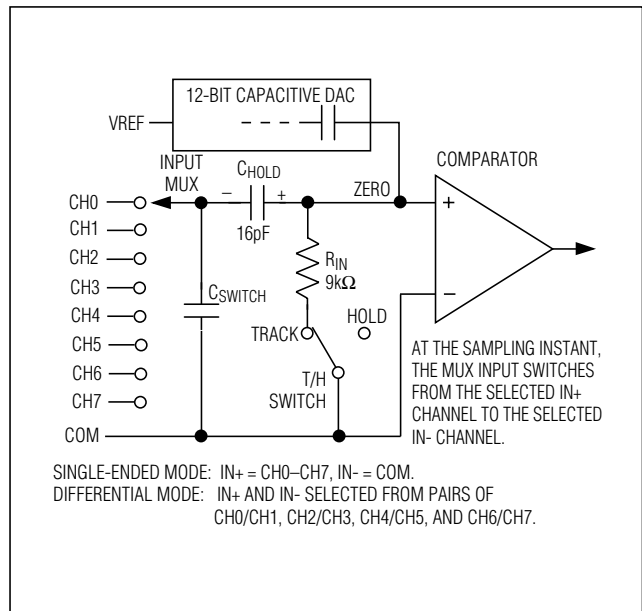 12-BIT CAPACITIVE DAC
VREF
INPUT
MUX
CHOLD
− +
16pF
ZERO
COMPARATOR
+
−
CH0
CH1
CH2
CH3
CH4
CH5
CH6
CH7
COM
CSWITCH
RIN
9kΩ
TRACK
HOLD
T/H
SWITCH
AT THE SAMPLING INSTANT,
THE MUX INPUT SWITCHES
FROM THE SELECTED IN+
CHANNEL TO THE SELECTED
IN- CHANNEL.
SINGLE-ENDED MODE: IN+ = CH0–CH7, IN- = COM.
DIFFERENTIAL MODE: IN+ AND IN- SELECTED FROM PAIRS OF
CH0/CH1, CH2/CH3, CH4/CH5, AND CH6/CH7.